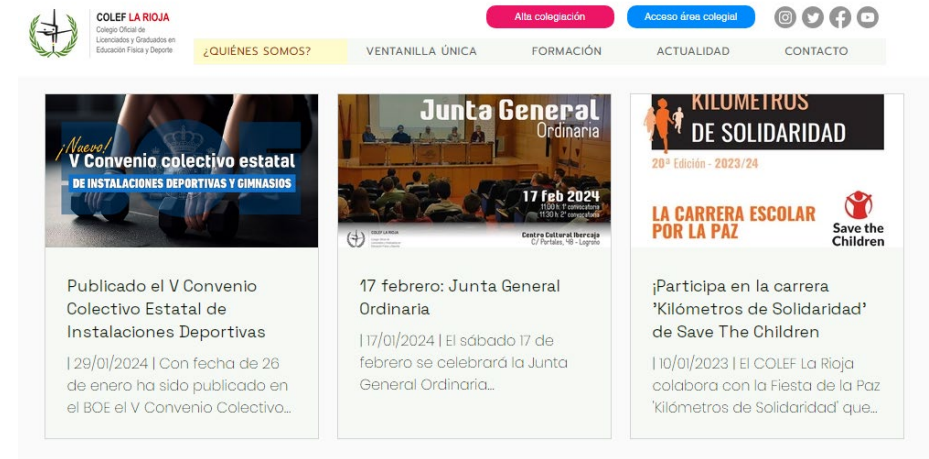 COLEF LA RIOJA
Colegio Oficial de
Licenciados y Graduados en
Educación Física y Deporte
Alta colegiación
Acceso área colegial
¿QUIÉNES SOMOS?
VENTANILLA ÚNICA
FORMACIÓN
ACTUALIDAD
CONTACTO
¡Nuevo!
V Convenio colectivo estatal
DE INSTALACIONES DEPORTIVAS Y GIMNASIOS
Publicado el V Convenio
Colectivo Estatal de
Instalaciones Deportivas
| 29/01/2024 | Con fecha de 26
de enero ha sido publicado en
el BOE el V Convenio Colectivo...
Junta General
Ordinaria
17 feb 2024
11:00 h. 1ª convocatoria
11:30 h. 2ª convocatoria
Centro Cultural Ibercaja
C/ Portales, 48 - Logroño
COLEF LA RIOJA
17 febrero: Junta General
Ordinaria
| 17/01/2024 | El sábado 17 de
febrero se celebrará la Junta
General Ordinaria...
KILÓMETROS
DE SOLIDARIDAD
20ª Edición - 2023/24
LA CARRERA ESCOLAR
POR LA PAZ
Save the
Children
¡Participa en la carrera
'Kilómetros de Solidaridad'
de Save The Children
| 10/01/2023 | El COLEF La Rioja
colabora con la Fiesta de la Paz
'Kilómetros de Solidaridad' que...